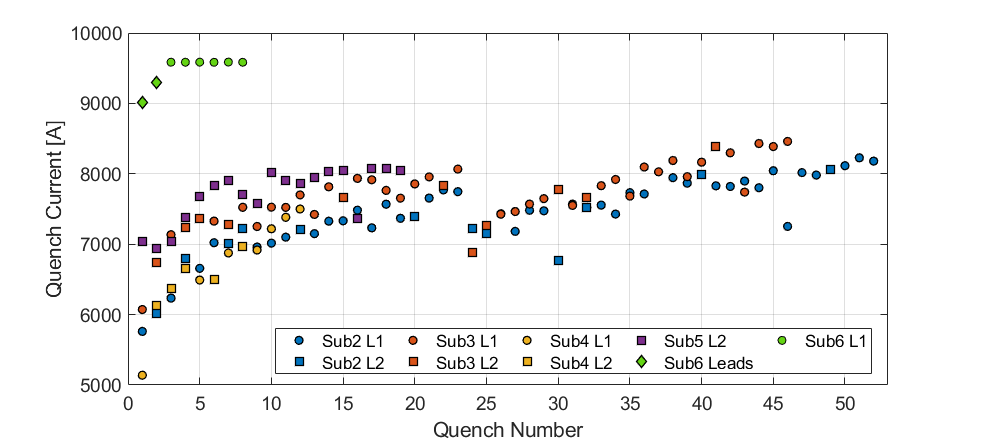 10000
9000
8000
7000
6000
5000
Quench Current [A]
Sub2 L1 Sub3 L1 Sub4 L1 Sub5 L2 Sub6 L1
Sub2 L2 Sub3 L2 Sub4 L2 Sub6 Leads
0 5 10 15 20 25 30 35 40 45 50
Quench Number